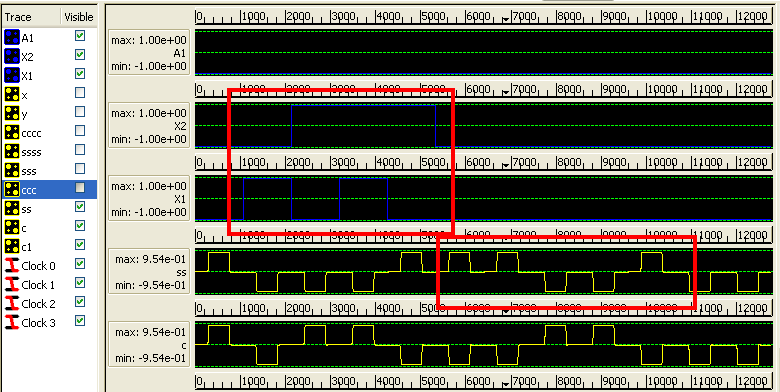 Trace Visible
A1
X2
X1
x
y
cccc
ssss
sss
ccc
ss
c
c1
Clock 0
Clock 1
Clock 2
Clock 3
0 1000 2000 3000 4000 5000 6000 7000 8000 9000 10000 11000 12000
max: 1.00e+00
A1
min: -1.00e+00
0 1000 2000 3000 4000 5000 6000 7000 8000 9000 10000 11000 12000
max: 1.00e+00
X2
min: -1.00e+00
0 1000 2000 3000 4000 5000 6000 7000 8000 9000 10000 11000 12000
max: 1.00e+00
X1
min: -1.00e+00
0 1000 2000 3000 4000 5000 6000 7000 8000 9000 10000 11000 12000
max: 9.54e-01
ss
min: -9.54e-01
0 1000 2000 3000 4000 5000 6000 7000 8000 9000 10000 11000 12000
max: 9.54e-01
c
min: -9.54e-01
0 1000 2000 3000 4000 5000 6000 7000 8000 9000 10000 11000 12000